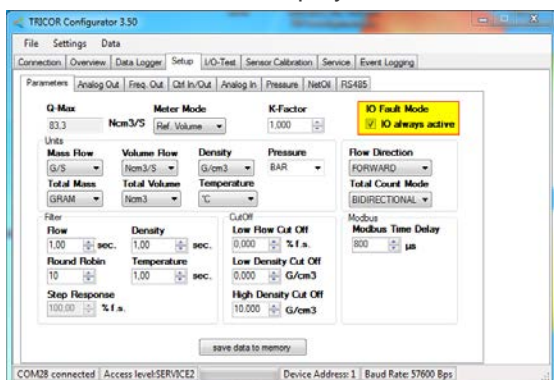 TRICOR Configurator 3.50
File Settings Data
Connection Overview Data Logger Setup I/O-Test Sensor Calibration Service Event Logging
Parameters Analog Out Freq. Out Ctrl In/Out Analog In Pressure NetOil RS485
Q-Max Meter Mode K-Factor IO Fault Mode
83.3 Ncm3/S Ref. Volume 1,000 IO always active
Units
Mass Flow Volume Flow Density Pressure Flow Direction
G/S Ncm3/S G/cm3 BAR FORWARD
Total Mass Total Volume Temperature Total Count Mode
GRAM Ncm3 °C BIDIRECTIONAL
Filter CutOff Modbus
Flow Density Low Flow Cut Off Modbus Time Delay
1,00 sec. 1,00 sec. 0,000 % f.s. 800 µs
Round Robin Temperature Low Density Cut Off
10 1,00 sec. 0,000 G/cm3
Step Response High Density Cut Off
100,00 % f.s. 10.000 G/cm3
save data to memory
COM28 connected Access level:SERVICE2 Device Address: 1 Baud Rate: 57600 Bps